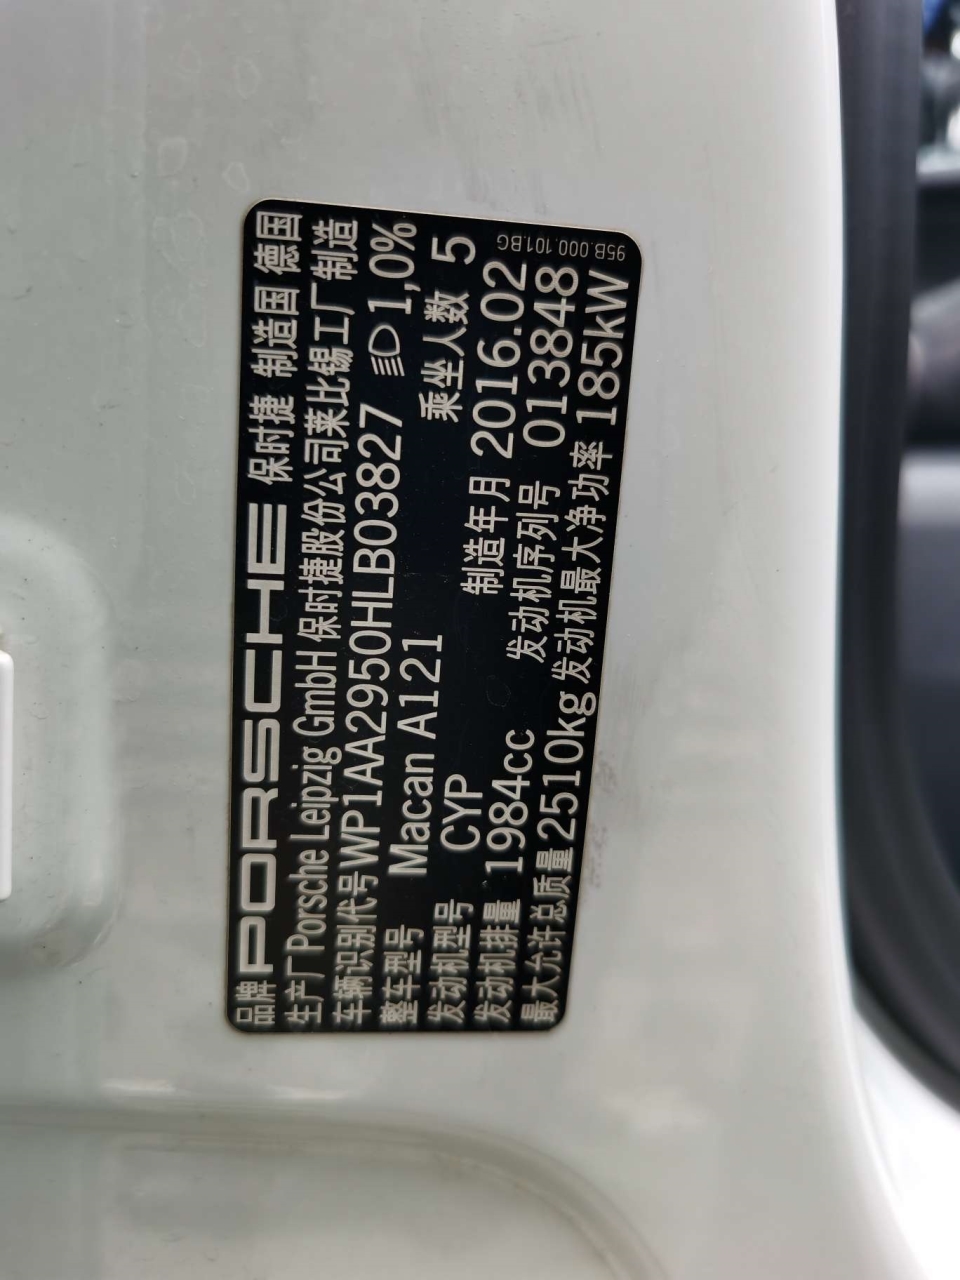 品牌 PORSCHE 保时捷 制造国 德国
生产厂 Porsche Leipzig GmbH 保时捷股份公司莱比锡工厂制造
车辆识别代号 WP1AA2950HLB03827 1,0%
整车型号 Macan A121 乘坐人数 5
发动机型号 CYP 制造年月 2016.02
发动机排量 1984cc 发动机序列号 013848
最大允许总质量 2510kg 发动机最大净功率 185kW
95B.000.101.BG